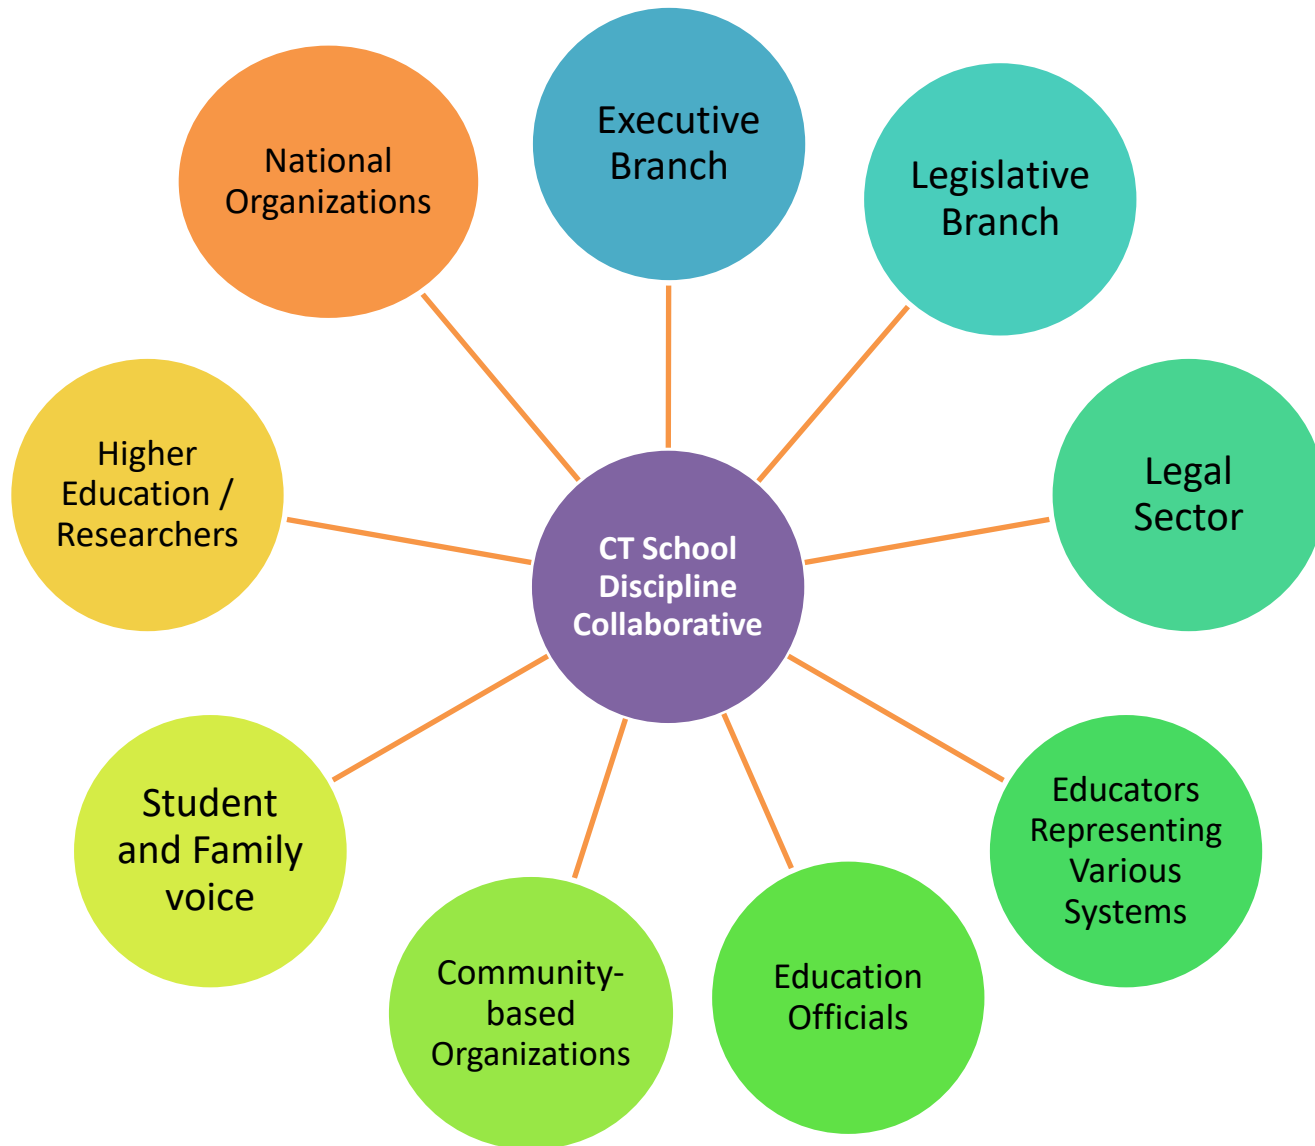 Executive
Branch
Legislative
Branch
Legal
Sector
Educators
Representing
Various
Systems
Education
Officials
Community-
based
Organizations
Student
and Family
voice
Higher
Education /
Researchers
National
Organizations
CT School
Discipline
Collaborative